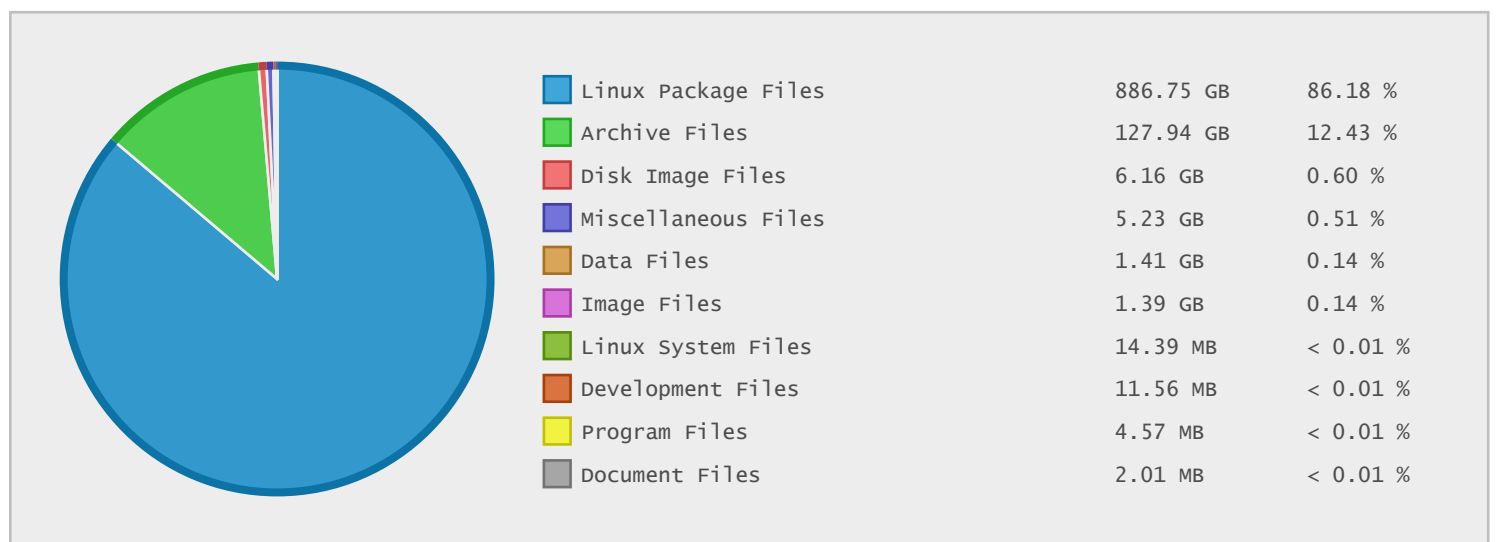 Linux Package Files 886.75 GB 86.18 %
Archive Files 127.94 GB 12.43 %
Disk Image Files 6.16 GB 0.60 %
Miscellaneous Files 5.23 GB 0.51 %
Data Files 1.41 GB 0.14 %
Image Files 1.39 GB 0.14 %
Linux System Files 14.39 MB < 0.01 %
Development Files 11.56 MB < 0.01 %
Program Files 4.57 MB < 0.01 %
Document Files 2.01 MB < 0.01 %